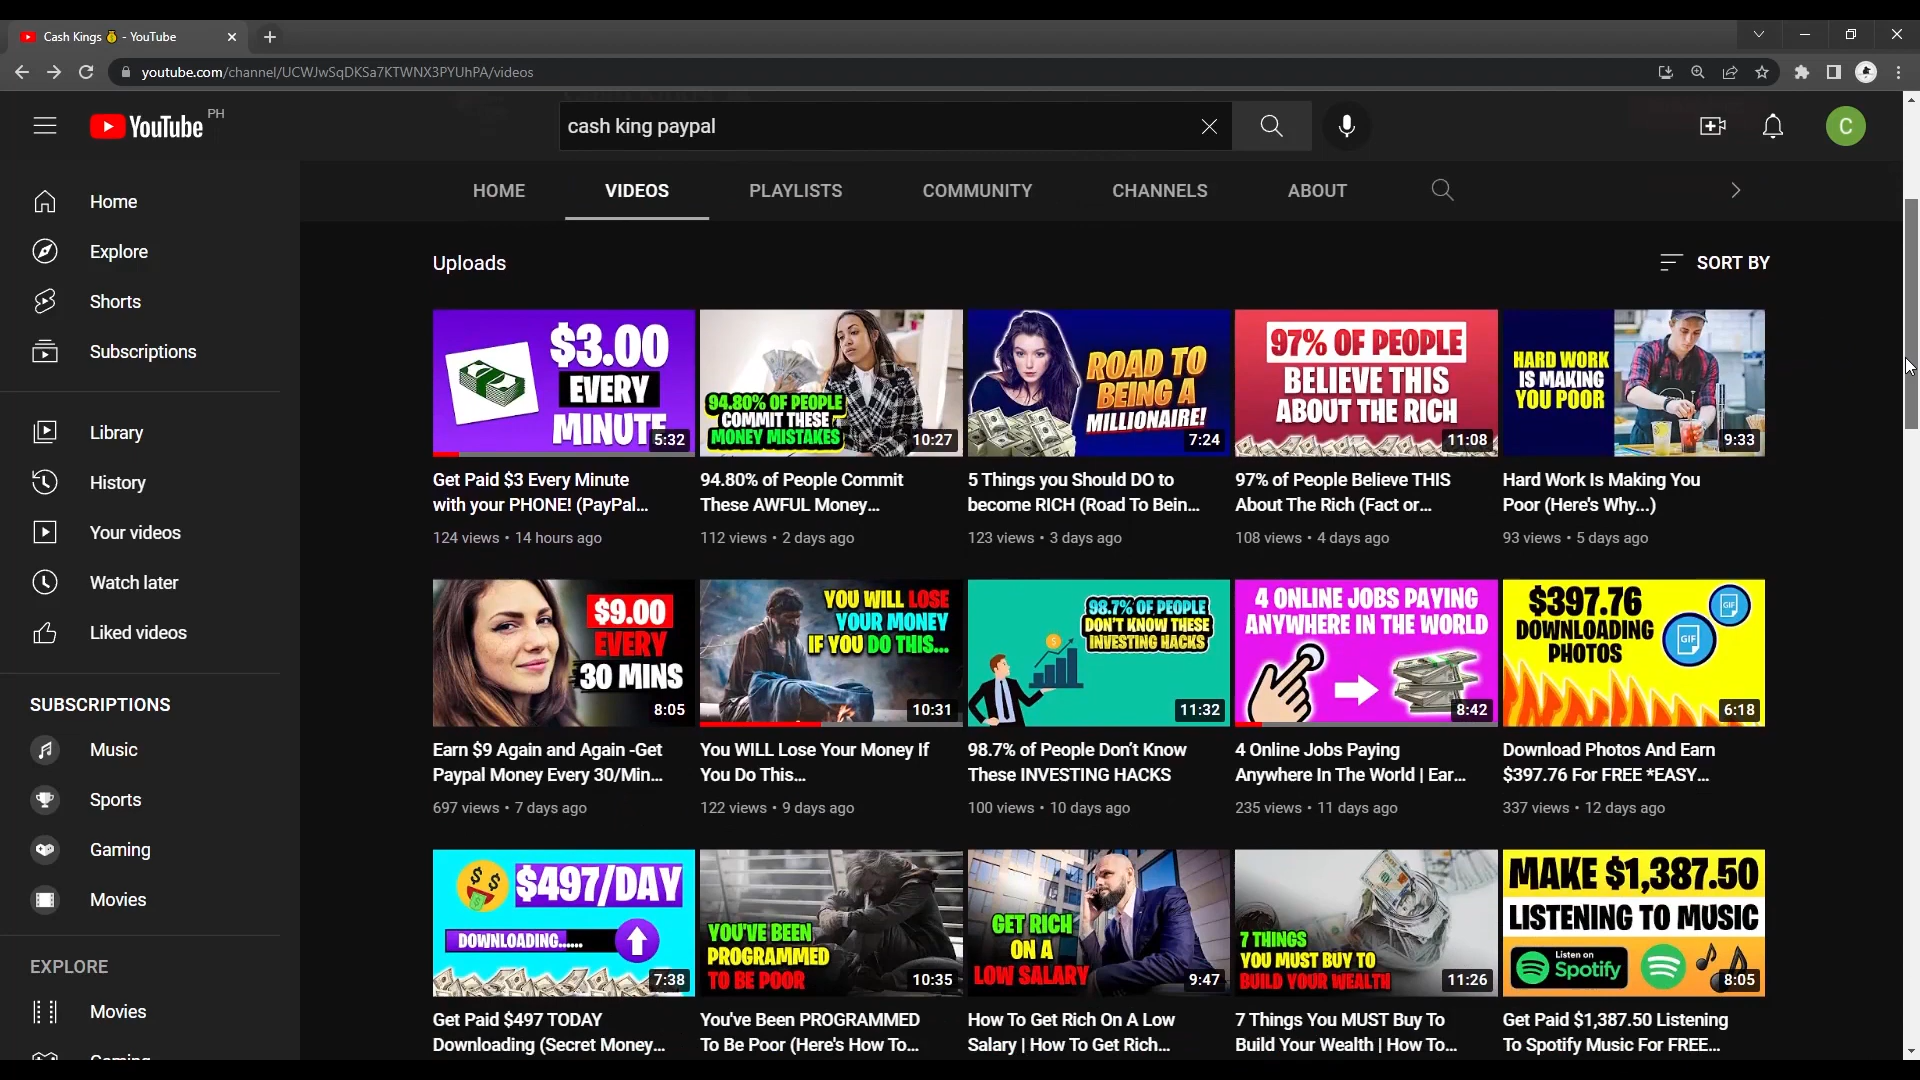 Cash Kings 💰 - YouTube
youtube.com/channel/UCWJwSqDKSa7KTWNX3PYUhPA/videos
YouTube PH
cash king paypal
C
HOME VIDEOS PLAYLISTS COMMUNITY CHANNELS ABOUT
Home
Explore
Shorts
Subscriptions
Library
History
Your videos
Watch later
Liked videos
SUBSCRIPTIONS
Music
Sports
Gaming
Movies
EXPLORE
Movies
Gaming
Uploads
SORT BY
$3.00
EVERY
MINUTE
5:32
Get Paid $3 Every Minute
with your PHONE! (PayPal...
124 views • 14 hours ago
94.80% OF PEOPLE
COMMIT THESE
MONEY MISTAKES
10:27
94.80% of People Commit
These AWFUL Money...
112 views • 2 days ago
ROAD TO
BEING A
MILLIONAIRE!
7:24
5 Things you Should DO to
become RICH (Road To Bein...
123 views • 3 days ago
97% OF PEOPLE
BELIEVE THIS
ABOUT THE RICH
11:08
97% of People Believe THIS
About The Rich (Fact or...
108 views • 4 days ago
HARD WORK
IS MAKING
YOU POOR
9:33
Hard Work Is Making You
Poor (Here's Why...)
93 views • 5 days ago
$9.00
EVERY
30 MINS
8:05
Earn $9 Again and Again -Get
Paypal Money Every 30/Min...
697 views • 7 days ago
YOU WILL LOSE
YOUR MONEY
IF YOU DO THIS...
10:31
You WILL Lose Your Money If
You Do This...
122 views • 9 days ago
98.7% OF PEOPLE
DON'T KNOW THESE
INVESTING HACKS
11:32
98.7% of People Don't Know
These INVESTING HACKS
100 views • 10 days ago
4 ONLINE JOBS PAYING
ANYWHERE IN THE WORLD
8:42
4 Online Jobs Paying
Anywhere In The World | Ear...
235 views • 11 days ago
$397.76
DOWNLOADING
PHOTOS
GIF
GIF
6:18
Download Photos And Earn
$397.76 For FREE *EASY...
337 views • 12 days ago
$497/DAY
DOWNLOADING......
7:38
Get Paid $497 TODAY
Downloading (Secret Money...
YOU'VE BEEN
PROGRAMMED
TO BE POOR
10:35
You've Been PROGRAMMED
To Be Poor (Here's How To...
GET RICH
ON A
LOW SALARY
9:47
How To Get Rich On A Low
Salary | How To Get Rich...
7 THINGS
YOU MUST BUY TO
BUILD YOUR WEALTH
11:26
7 Things You MUST Buy To
Build Your Wealth | How To...
MAKE $1,387.50
LISTENING TO MUSIC
Listen on
Spotify
8:05
Get Paid $1,387.50 Listening
To Spotify Music For FREE...